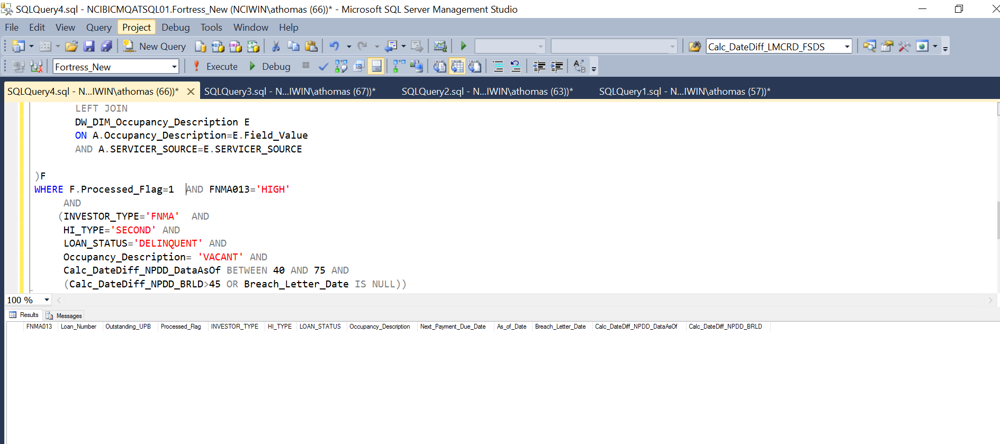 SQLQuery4.sql - NCIBICMQATSQL01.Fortress_New (NCIWIN\athomas (66))* - Microsoft SQL Server Management Studio
File Edit View Query Project Debug Tools Window Help
New Query Calc_DateDiff_LMCRD_FSDS
Fortress_New Execute Debug
SQLQuery4.sql - N...IWIN\athomas (66))* SQLQuery3.sql - N...IWIN\athomas (67))* SQLQuery2.sql - N...IWIN\athomas (63))* SQLQuery1.sql - N...IWIN\athomas (57))*
LEFT JOIN
DW_DIM_Occupancy_Description E
ON A.Occupancy_Description=E.Field_Value
AND A.SERVICER_SOURCE=E.SERVICER_SOURCE
)F
WHERE F.Processed_Flag=1 AND FNMA013='HIGH'
AND
(INVESTOR_TYPE='FNMA' AND
HI_TYPE='SECOND' AND
LOAN_STATUS='DELINQUENT' AND
Occupancy_Description= 'VACANT' AND
Calc_DateDiff_NPDD_DataAsOf BETWEEN 40 AND 75 AND
(Calc_DateDiff_NPDD_BRLD>45 OR Breach_Letter_Date IS NULL))
100 %
Results Messages
FNMA013 Loan_Number Outstanding_UPB Processed_Flag INVESTOR_TYPE HI_TYPE LOAN_STATUS Occupancy_Description Next_Payment_Due_Date As_of_Date Breach_Letter_Date Calc_DateDiff_NPDD_DataAsOf Calc_DateDiff_NPDD_BRLD